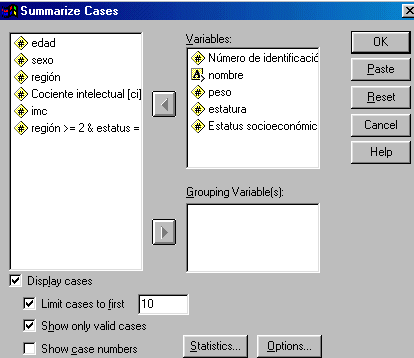 Summarize Cases
edad
sexo
región
Cociente intelectual [ci]
imc
región >= 2 & estatus =
Variables:
Número de identificació
nombre
peso
estatura
Estatus socioeconómic
Grouping Variable(s):
OK
Paste
Reset
Cancel
Help
Display cases
Limit cases to first 10
Show only valid cases
Show case numbers
Statistics...
Options...